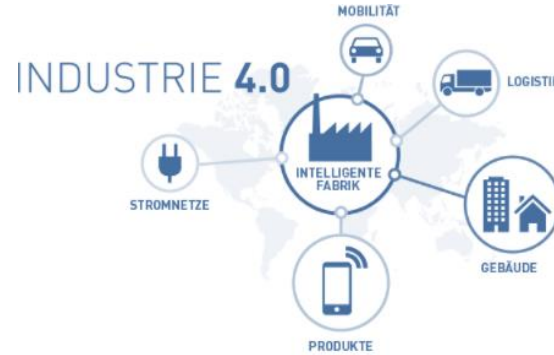 MOBILITÄT
INDUSTRIE 4.0
LOGISTI
INTELLIGENTE
FABRIK
STROMNETZE
GEBÄUDE
PRODUKTE